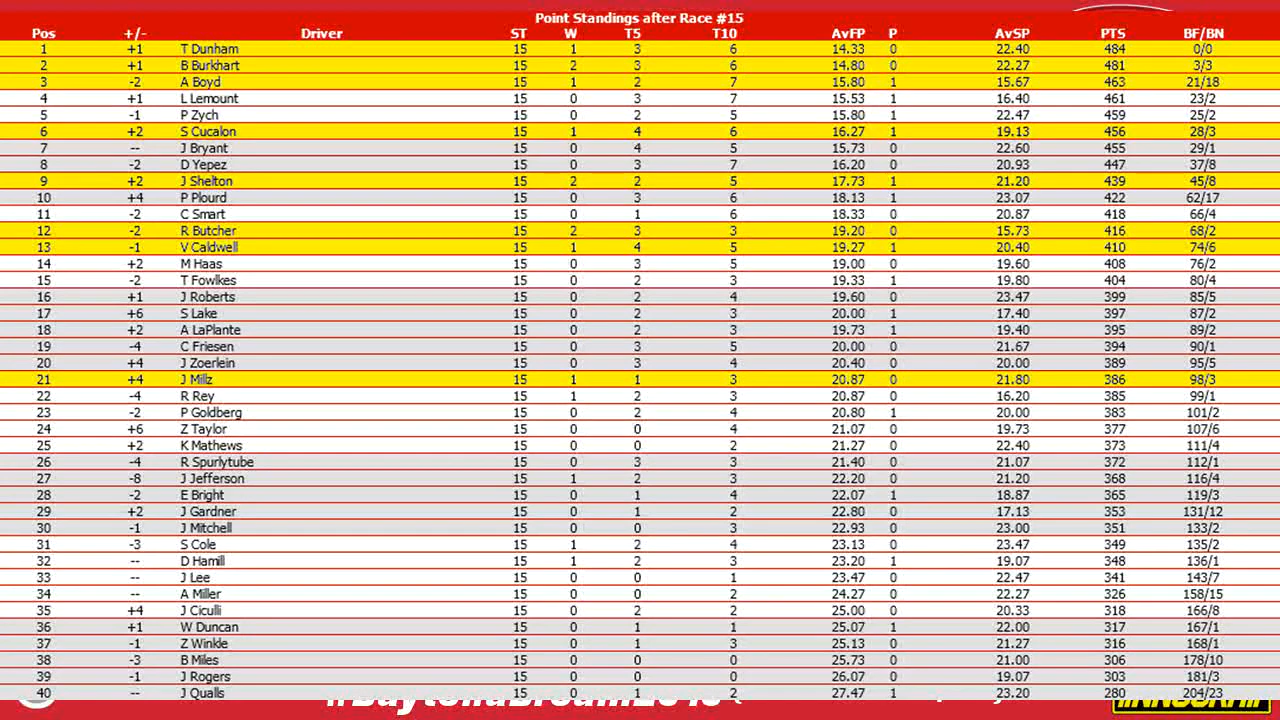 Point Standings after Race #15
Pos +/- Driver ST W T5 T10 AvFP P AvSP PTS BF/BN
1 +1 T Dunham 15 1 3 6 14.33 0 22.40 484 0/0
2 +1 B Burkhart 15 2 3 6 14.80 0 22.27 481 3/3
3 -2 A Boyd 15 1 2 7 15.80 1 15.67 463 21/18
4 +1 L Lemount 15 0 3 7 15.53 1 16.40 461 23/2
5 -1 P Zych 15 0 2 5 15.80 1 22.47 459 25/2
6 +2 S Cucalon 15 1 4 6 16.27 1 19.13 456 28/3
7 -- J Bryant 15 0 4 5 15.73 0 22.60 455 29/1
8 -2 D Yepez 15 0 3 7 16.20 0 20.93 447 37/8
9 +2 J Shelton 15 2 2 5 17.73 1 21.20 439 45/8
10 +4 P Plourd 15 0 3 6 18.13 1 23.07 422 62/17
11 -2 C Smart 15 0 1 6 18.33 0 20.87 418 66/4
12 -2 R Butcher 15 2 3 3 19.20 0 15.73 416 68/2
13 -1 V Caldwell 15 1 4 5 19.27 1 20.40 410 74/6
14 +2 M Haas 15 0 3 5 19.00 0 19.60 408 76/2
15 -2 T Fowlkes 15 0 2 3 19.33 1 19.80 404 80/4
16 +1 J Roberts 15 0 2 4 19.60 0 23.47 399 85/5
17 +6 S Lake 15 0 2 3 20.00 1 17.40 397 87/2
18 +2 A LaPlante 15 0 2 3 19.73 1 19.40 395 89/2
19 -4 C Friesen 15 0 3 5 20.00 0 21.67 394 90/1
20 +4 J Zoerlein 15 0 3 4 20.40 0 20.00 389 95/5
21 +4 J Millz 15 1 1 3 20.87 0 21.80 386 98/3
22 -4 R Rey 15 1 2 3 20.87 0 16.20 385 99/1
23 -2 P Goldberg 15 0 2 4 20.80 1 20.00 383 101/2
24 +6 Z Taylor 15 0 0 4 21.07 0 19.73 377 107/6
25 +2 K Mathews 15 0 0 2 21.27 0 22.40 373 111/4
26 -4 R Spurlytube 15 0 3 3 21.40 0 21.07 372 112/1
27 -8 J Jefferson 15 1 2 3 22.20 0 21.20 368 116/4
28 -2 E Bright 15 0 1 4 22.07 1 18.87 365 119/3
29 +2 J Gardner 15 0 1 2 22.80 0 17.13 353 131/12
30 -1 J Mitchell 15 0 0 3 22.93 0 23.00 351 133/2
31 -3 S Cole 15 1 2 4 23.13 0 23.47 349 135/2
32 -- D Hamill 15 1 2 3 23.20 1 19.07 348 136/1
33 -- J Lee 15 0 0 1 23.47 0 22.47 341 143/7
34 -- A Miller 15 0 0 2 24.27 0 22.27 326 158/15
35 +4 J Ciculli 15 0 2 2 25.00 0 20.33 318 166/8
36 +1 W Duncan 15 0 1 1 25.07 1 22.00 317 167/1
37 -1 Z Winkle 15 0 1 3 25.13 0 21.27 316 168/1
38 -3 B Miles 15 0 0 0 25.73 0 21.00 306 178/10
39 -1 J Rogers 15 0 0 0 26.07 0 19.07 303 181/3
40 -- J Qualls 15 0 1 2 27.47 1 23.20 280 204/23